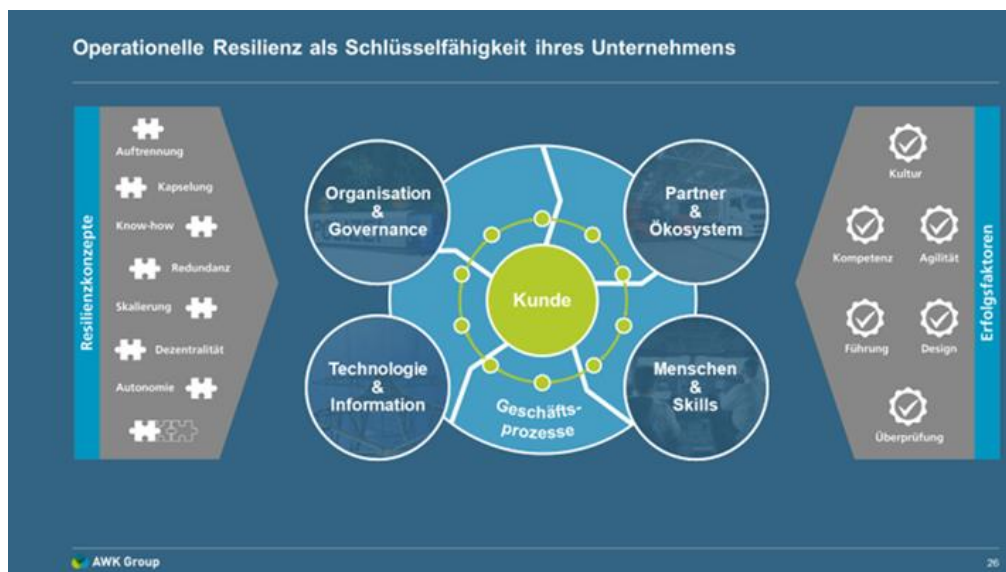 Operationelle Resilienz als Schlüsselfähigkeit ihres Unternehmens
Resilienzkonzepte
Auftrennung
Kapselung
Know-how
Redundanz
Skalierung
Dezentralität
Autonomie
Organisation
&
Governance
Partner
&
Ökosystem
Kunde
Technologie
&
Information
Menschen
&
Skills
Geschäfts-
prozesse
Kultur
Kompetenz
Agilität
Führung
Design
Überprüfung
Erfolgsfaktoren
AWK Group
26